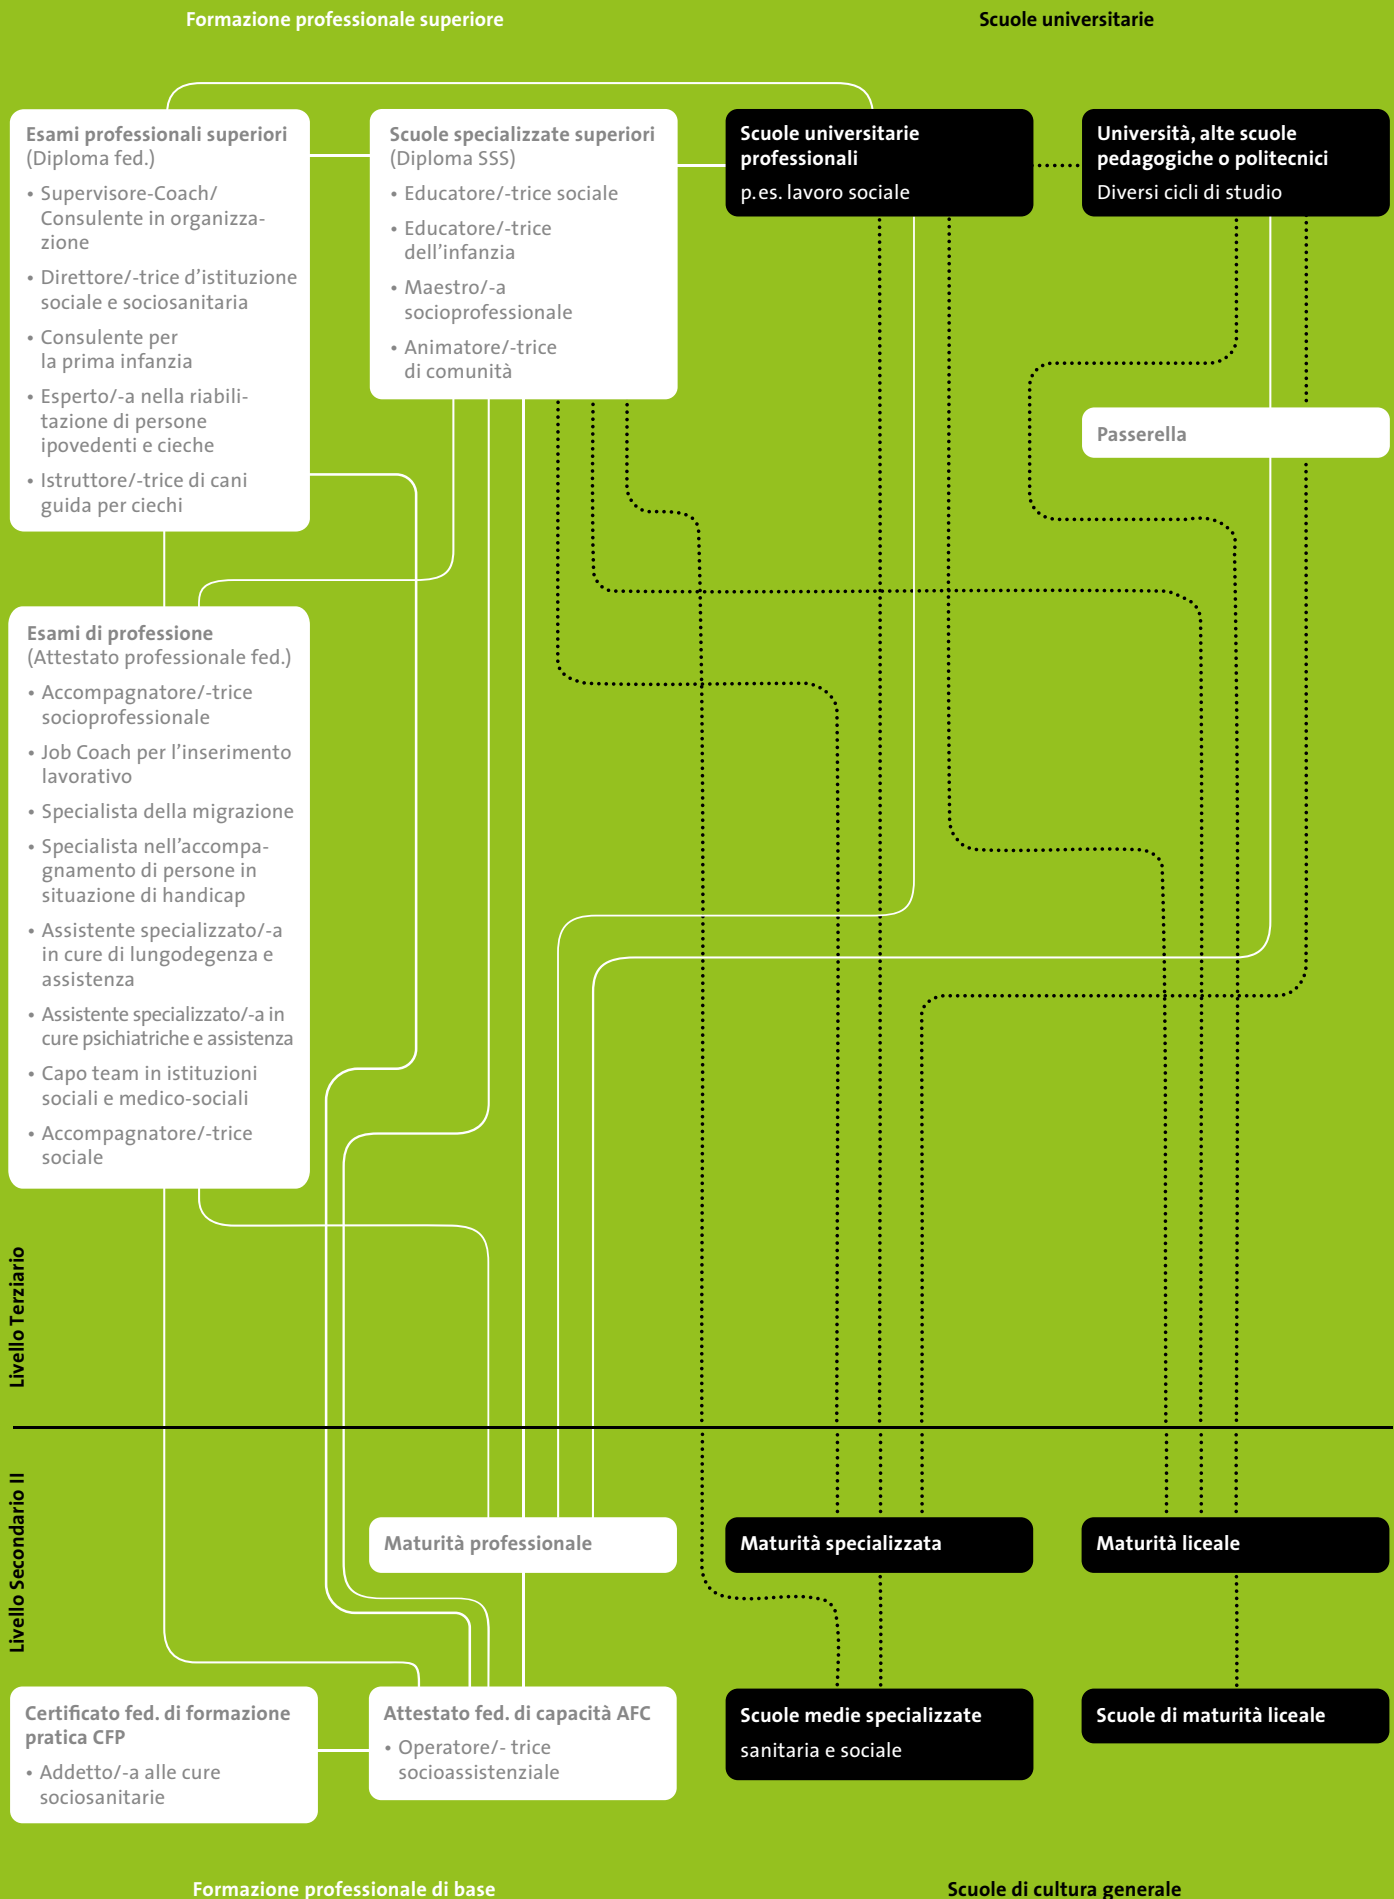 Formazione professionale superiore
Scuole universitarie
Esami professionali superiori
(Diploma fed.)
• Supervisore-Coach/
Consulente in organizza-
zione
• Direttore/-trice d'istituzione
sociale e sociosanitaria
• Consulente per
la prima infanzia
• Esperto/-a nella riabili-
tazione di persone
ipovedenti e cieche
• Istruttore/-trice di cani
guida per ciechi
Scuole specializzate superiori
(Diploma SSS)
• Educatore/-trice sociale
• Educatore/-trice
dell'infanzia
• Maestro/-a
socioprofessionale
• Animatore/-trice
di comunità
Scuole universitarie
professionali
p.es. lavoro sociale
Università, alte scuole
pedagogiche o politecnici
Diversi cicli di studio
Passerella
Esami di professione
(Attestato professionale fed.)
• Accompagnatore/-trice
socioprofessionale
• Job Coach per l'inserimento
lavorativo
• Specialista della migrazione
• Specialista nell'accompa-
gnamento di persone in
situazione di handicap
• Assistente specializzato/-a
in cure di lungodegenza e
assistenza
• Assistente specializzato/-a in
cure psichiatriche e assistenza
• Capo team in istituzioni
sociali e medico-sociali
• Accompagnatore/-trice
sociale
Livello Terziario
Livello Secondario II
Maturità professionale
Maturità specializzata
Maturità liceale
Certificato fed. di formazione
pratica CFP
• Addetto/-a alle cure
sociosanitarie
Attestato fed. di capacità AFC
• Operatore/- trice
socioassistenziale
Scuole medie specializzate
sanitaria e sociale
Scuole di maturità liceale
Formazione professionale di base
Scuole di cultura generale